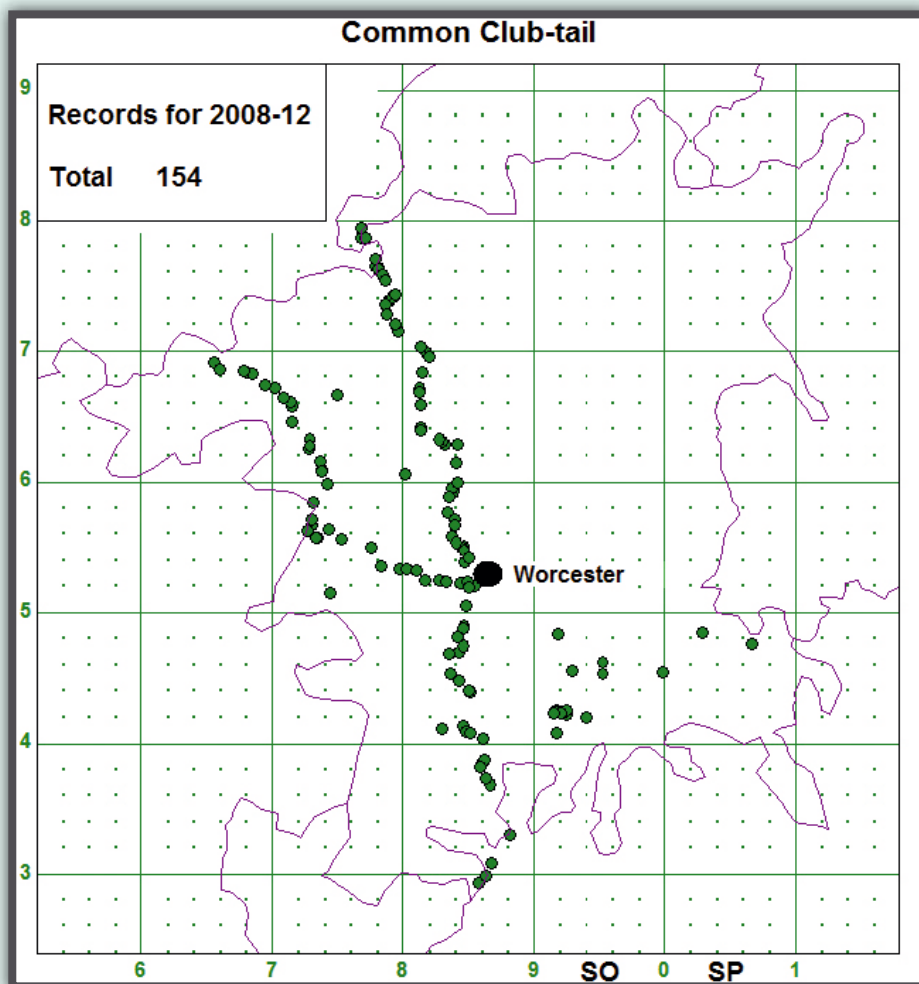 Common Club-tail
9
Records for 2008-12
Total 154
8
7
6
Worcester
5
4
3
6 7 8 9 SO 0 SP 1